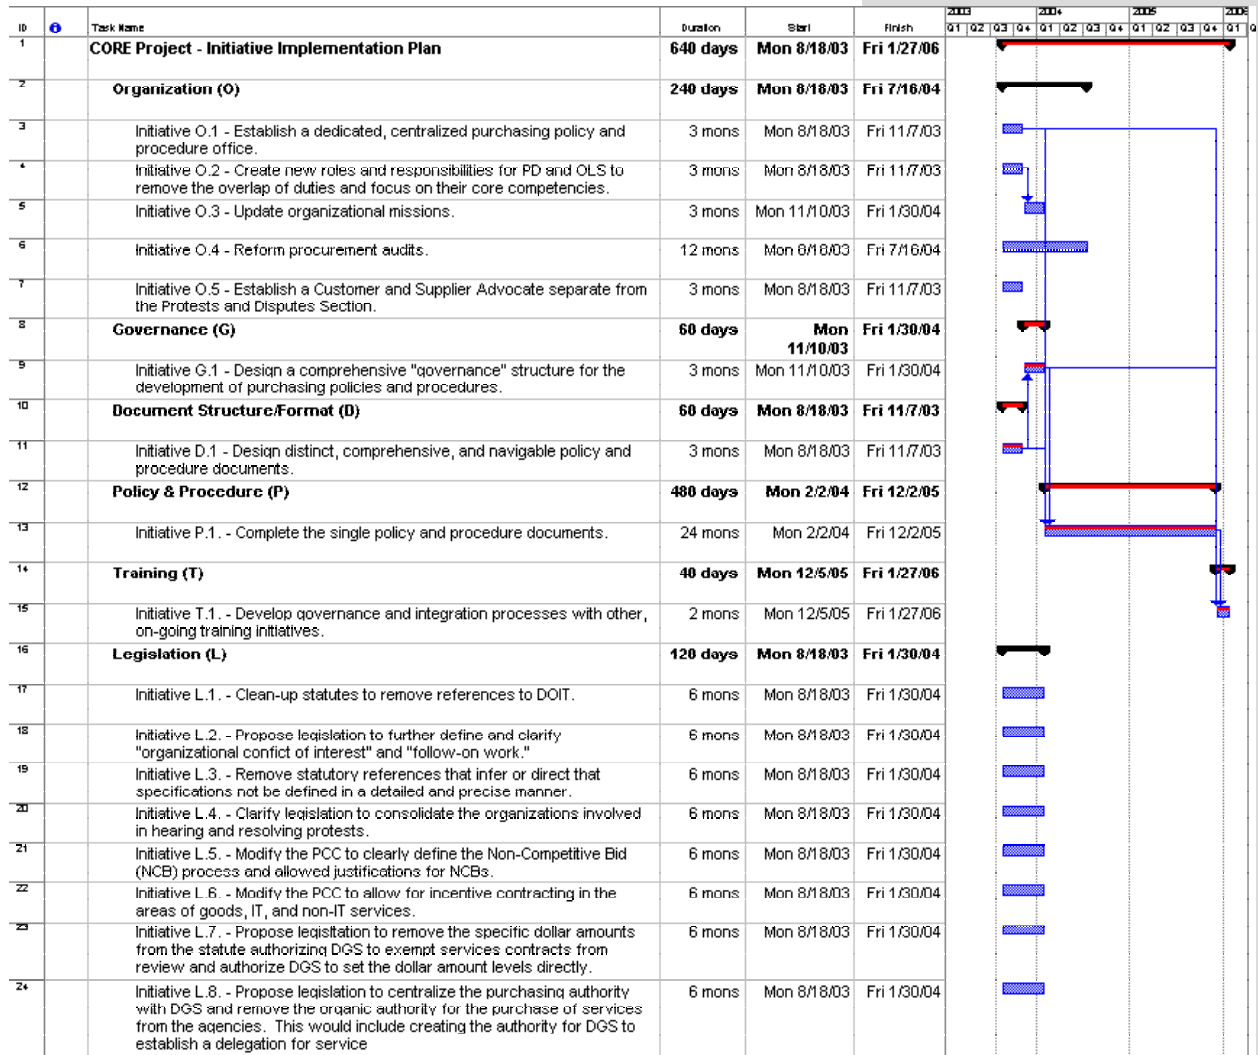 2003 2004 2005 2006
ID Task Name Duration Start Finish Q1 Q2 Q3 Q4 Q1 Q2 Q3 Q4 Q1 Q2 Q3 Q4 Q1 Q
1 CORE Project - Initiative Implementation Plan 640 days Mon 8/18/03 Fri 1/27/06
2 Organization (O) 240 days Mon 8/18/03 Fri 7/16/04
3 Initiative O.1 - Establish a dedicated, centralized purchasing policy and 3 mons Mon 8/18/03 Fri 11/7/03
procedure office.
4 Initiative O.2 - Create new roles and responsibilities for PD and OLS to 3 mons Mon 8/18/03 Fri 11/7/03
remove the overlap of duties and focus on their core competencies.
5 Initiative O.3 - Update organizational missions. 3 mons Mon 11/10/03 Fri 1/30/04
6 Initiative O.4 - Reform procurement audits. 12 mons Mon 8/18/03 Fri 7/16/04
7 Initiative O.5 - Establish a Customer and Supplier Advocate separate from 3 mons Mon 8/18/03 Fri 11/7/03
the Protests and Disputes Section.
8 Governance (G) 60 days Mon Fri 1/30/04
11/10/03
9 Initiative G.1 - Design a comprehensive "governance" structure for the 3 mons Mon 11/10/03 Fri 1/30/04
development of purchasing policies and procedures.
10 Document Structure/Format (D) 60 days Mon 8/18/03 Fri 11/7/03
11 Initiative D.1 - Design distinct, comprehensive, and navigable policy and 3 mons Mon 8/18/03 Fri 11/7/03
procedure documents.
12 Policy & Procedure (P) 480 days Mon 2/2/04 Fri 12/2/05
13 Initiative P.1. - Complete the single policy and procedure documents. 24 mons Mon 2/2/04 Fri 12/2/05
14 Training (T) 40 days Mon 12/5/05 Fri 1/27/06
15 Initiative T.1. - Develop governance and integration processes with other, 2 mons Mon 12/5/05 Fri 1/27/06
on-going training initiatives.
16 Legislation (L) 120 days Mon 8/18/03 Fri 1/30/04
17 Initiative L.1. - Clean-up statutes to remove references to DOIT. 6 mons Mon 8/18/03 Fri 1/30/04
18 Initiative L.2. - Propose legislation to further define and clarify 6 mons Mon 8/18/03 Fri 1/30/04
"organizational confict of interest" and "follow-on work."
19 Initiative L.3. - Remove statutory references that infer or direct that 6 mons Mon 8/18/03 Fri 1/30/04
specifications not be defined in a detailed and precise manner.
20 Initiative L.4. - Clarify legislation to consolidate the organizations involved 6 mons Mon 8/18/03 Fri 1/30/04
in hearing and resolving protests.
21 Initiative L.5. - Modify the PCC to clearly define the Non-Competitive Bid 6 mons Mon 8/18/03 Fri 1/30/04
(NCB) process and allowed justifications for NCBs.
22 Initiative L.6. - Modify the PCC to allow for incentive contracting in the 6 mons Mon 8/18/03 Fri 1/30/04
areas of goods, IT, and non-IT services.
23 Initiative L.7. - Propose legisltation to remove the specific dollar amounts 6 mons Mon 8/18/03 Fri 1/30/04
from the statute authorizing DGS to exempt services contracts from
review and authorize DGS to set the dollar amount levels directly.
24 Initiative L.8. - Propose legislation to centralize the purchasing authority 6 mons Mon 8/18/03 Fri 1/30/04
with DGS and remove the organic authority for the purchase of services
from the agencies. This would include creating the authority for DGS to
establish a delegation for service